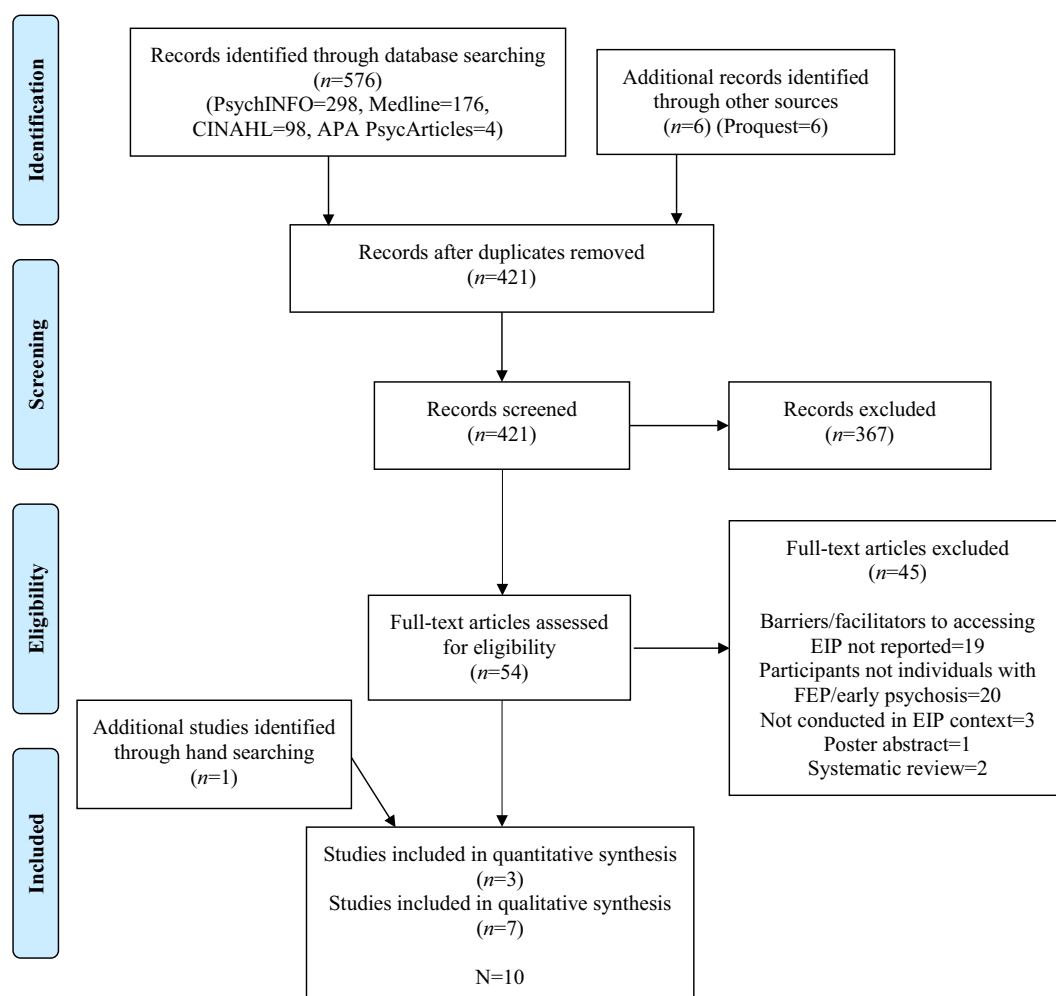 Identification
Records identified through database searching
(n=576)
(PsychINFO=298, Medline=176,
CINAHL=98, APA PsycArticles=4)
Additional records identified
through other sources
(n=6) (Proquest=6)
Records after duplicates removed
(n=421)
Screening
Records screened
(n=421)
Records excluded
(n=367)
Eligibility
Full-text articles assessed
for eligibility
(n=54)
Full-text articles excluded
(n=45)
Barriers/facilitators to accessing
EIP not reported=19
Participants not individuals with
FEP/early psychosis=20
Not conducted in EIP context=3
Poster abstract=1
Systematic review=2
Additional studies identified
through hand searching
(n=1)
Included
Studies included in quantitative synthesis
(n=3)
Studies included in qualitative synthesis
(n=7)
N=10